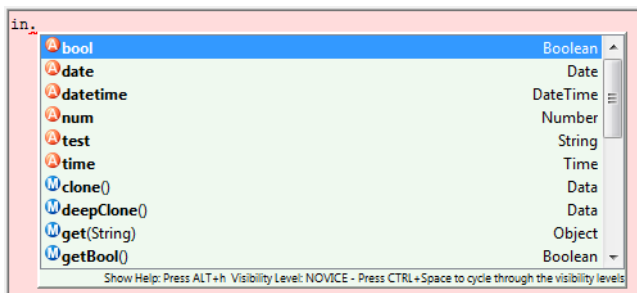 in.
A bool Boolean
A date Date
A datetime DateTime
A num Number
A test String
A time Time
M clone() Data
M deepClone() Data
M get(String) Object
M getBool() Boolean
Show Help: Press ALT+h Visibility Level: NOVICE - Press CTRL+Space to cycle through the visibility levels